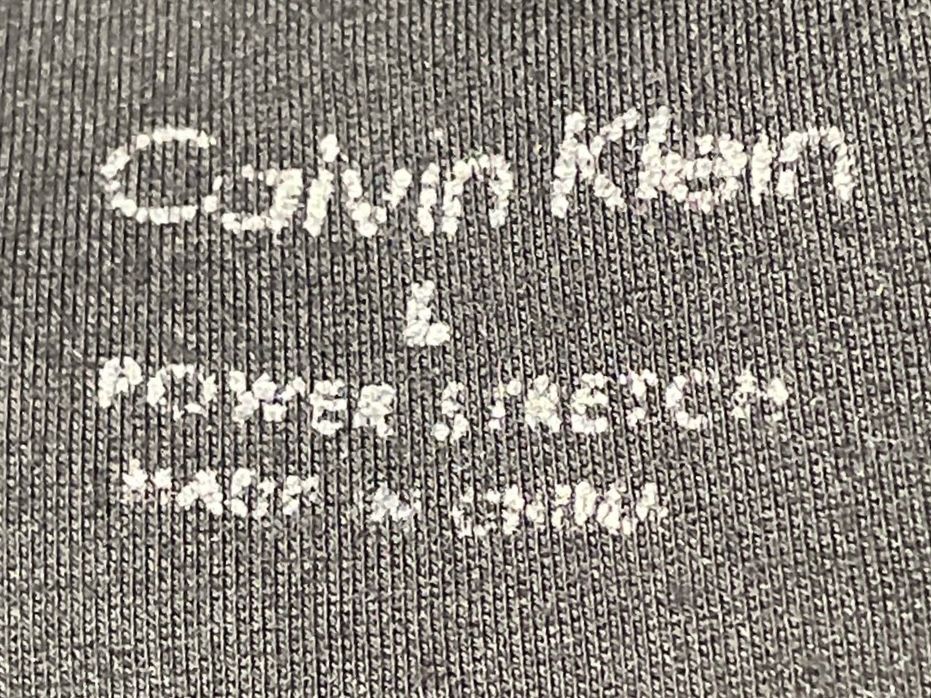 Calvin Klein
L
POWER STRETCH
MADE IN CHINA